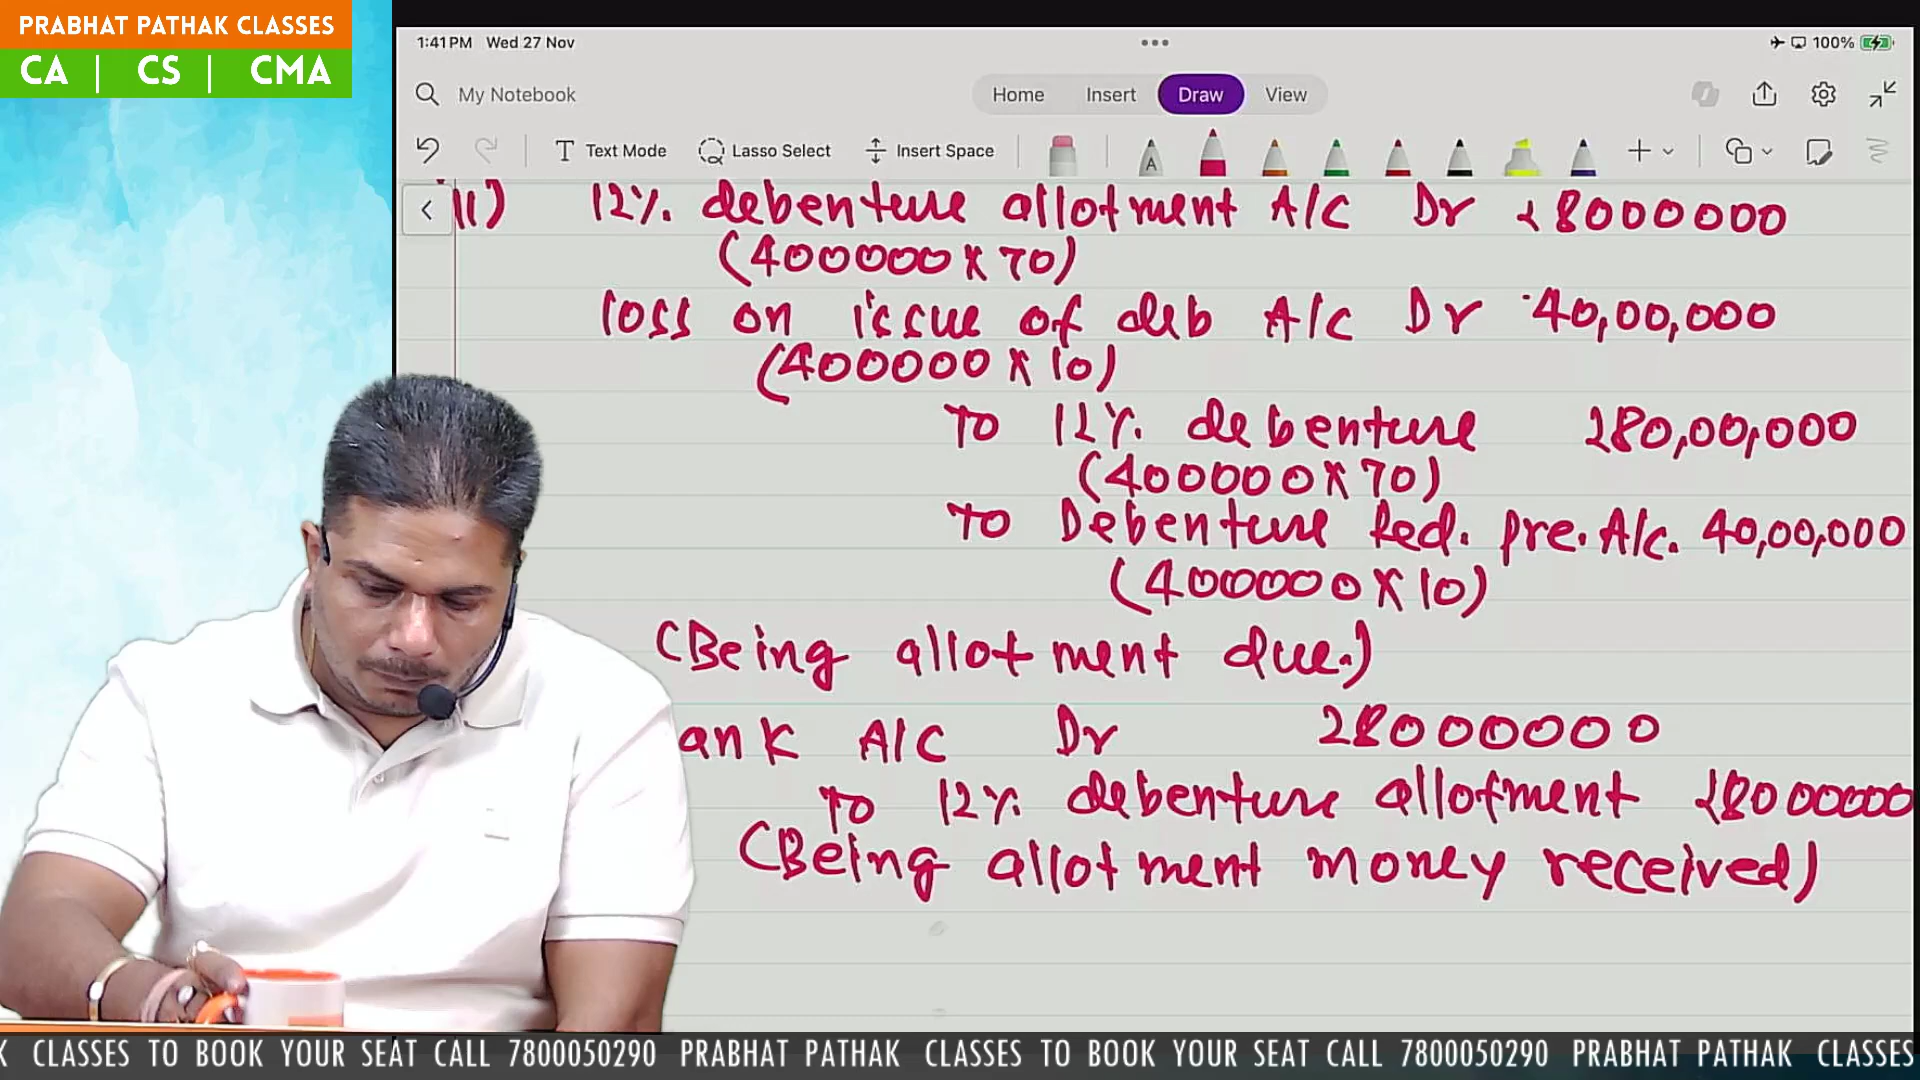 PRABHAT PATHAK CLASSES
CA | CS | CMA
1:41 PM Wed 27 Nov
100%
My Notebook
Home Insert Draw View
Text Mode Lasso Select Insert Space
A
11) 12% debenture allotment A/C Dr 28000000
(400000 x 70)
loss on issue of deb A/C Dr 40,00,000
(400000 x 10)
To 12% debenture 280,00,000
(400000 x 70)
To Debenture Red. pre. A/c. 40,00,000
(400000 x 10)
(Being allotment due.)
ank A/C Dr 28000000
To 12% debenture allotment 28000000
(Being allotment money received)
K CLASSES TO BOOK YOUR SEAT CALL 7800050290 PRABHAT PATHAK CLASSES TO BOOK YOUR SEAT CALL 7800050290 PRABHAT PATHAK CLASSES